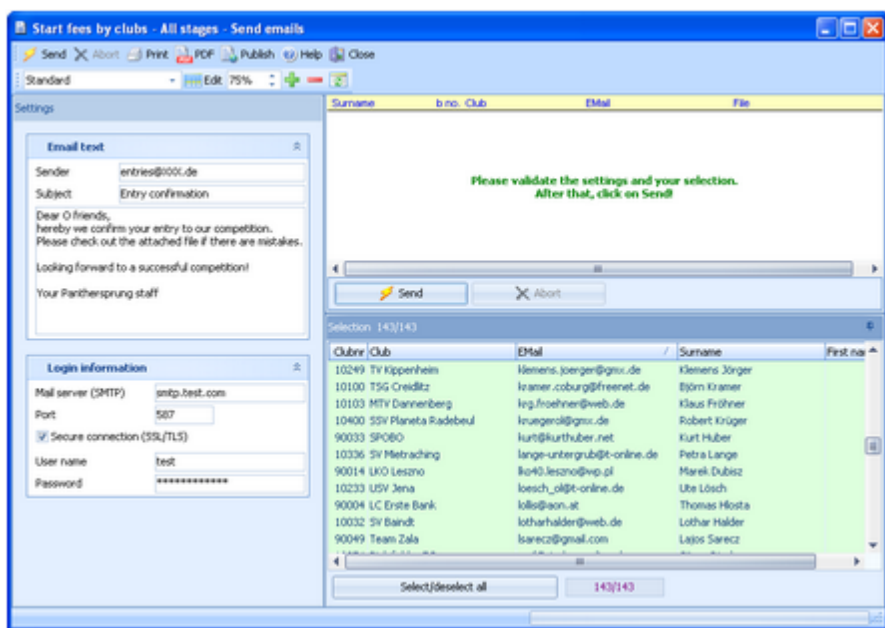 Start fees by clubs - All stages - Send emails
Send Abort Print PDF Publish Help Close
Standard Edit 75%
Settings
Email text
Sender entries@XXX.de
Subject Entry confirmation
Dear O friends,
hereby we confirm your entry to our competition.
Please check out the attached file if there are mistakes.
Looking forward to a successful competition!
Your Panthersprung staff
Login information
Mail server (SMTP) smtp.test.com
Port 587
Secure connection (SSL/TLS)
User name test
Password ************
Surname b no. Club EMail File
Please validate the settings and your selection.
After that, click on Send!
Send Abort
Selection 143/143
Clubnr Club EMail Surname First nar
10249 TV Kippenheim klemens.joerger@gmx.de Klemens Jörger
10100 TSG Creidlitz kramer.coburg@freenet.de Björn Kramer
10103 MTV Dannenberg krg.froehner@web.de Klaus Fröhner
10400 SSV Planeta Radebeul kruegerol@gmx.de Robert Krüger
90033 SPOBO kurt@kurthuber.net Kurt Huber
10336 SV Mietraching lange-untergrub@t-online.de Petra Lange
90014 LKO Leszno lko40.leszno@wp.pl Marek Dubisz
10233 USV Jena loesch_ol@t-online.de Ute Lösch
90004 LC Erste Bank lollis@aon.at Thomas Hlosta
10032 SV Baindt lotharhalder@web.de Lothar Halder
90049 Team Zala lsarecz@gmail.com Lajos Sarecz
Select/deselect all 143/143